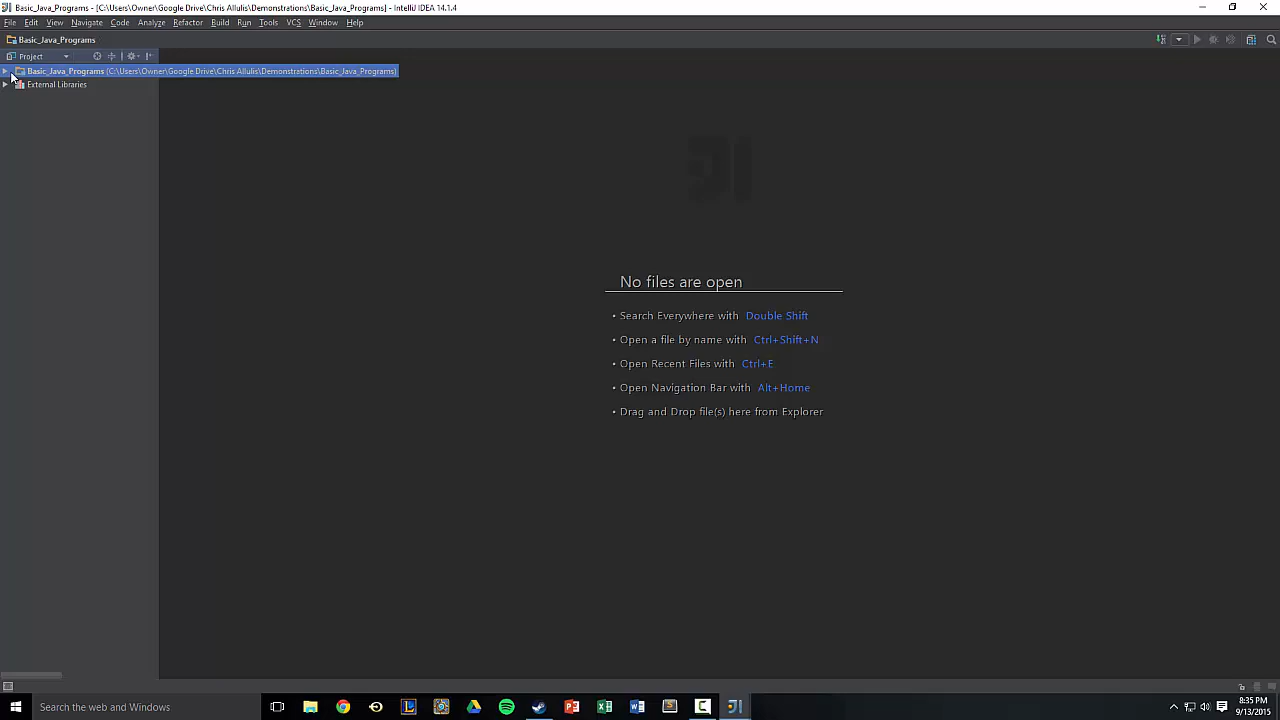 Basic_Java_Programs - [C:\Users\Owner\Google Drive\Chris Allulis\Demonstrations\Basic_Java_Programs] - IntelliJ IDEA 14.1.4
File Edit View Navigate Code Analyze Refactor Build Run Tools VCS Window Help
Basic_Java_Programs
Project
Basic_Java_Programs (C:\Users\Owner\Google Drive\Chris Allulis\Demonstrations\Basic_Java_Programs)
External Libraries
No files are open
• Search Everywhere with Double Shift
• Open a file by name with Ctrl+Shift+N
• Open Recent Files with Ctrl+E
• Open Navigation Bar with Alt+Home
• Drag and Drop file(s) here from Explorer
Search the web and Windows
8:35 PM
9/13/2015